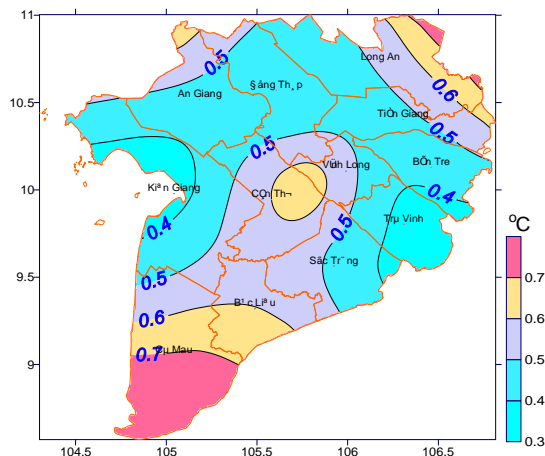 11
10.5
10
9.5
9
104.5
105
105.5
106
106.5
Long An
0.5
0.6
§ång Th¸p
An Giang
TiÒn Giang
0.5
0.5
VÜnh Long
BÕn Tre
Kiªn Giang
CÇn Th¬
0.4
0.4
Trµ Vinh
0.5
Sãc Tr¨ng
0.5
B¹c Liªu
0.6
0.7
Cµ Mau
ºC
0.7
0.6
0.5
0.4
0.3